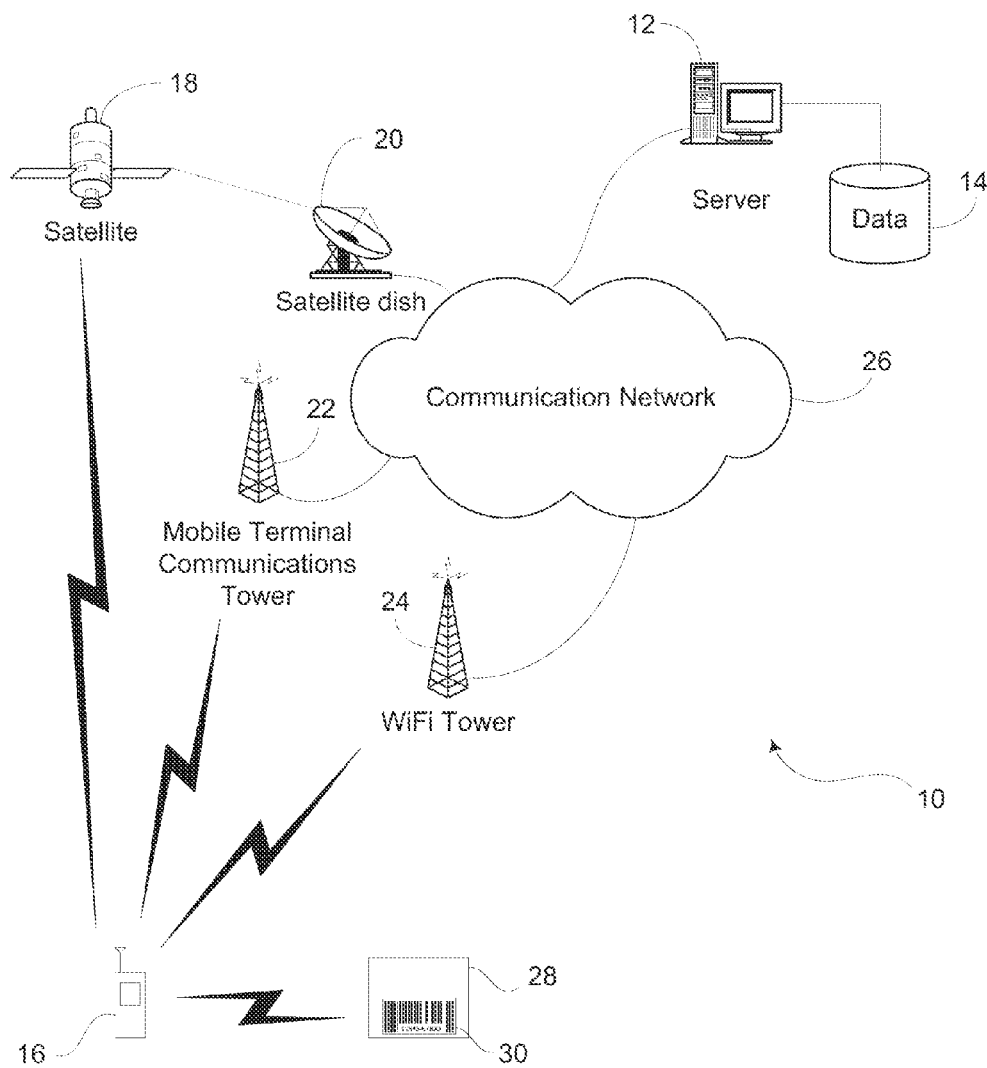 12
18
20
Server
14
Data
Satellite
Satellite dish
26
Communication Network
22
Mobile Terminal
Communications
Tower
24
WiFi Tower
10
28
16
30